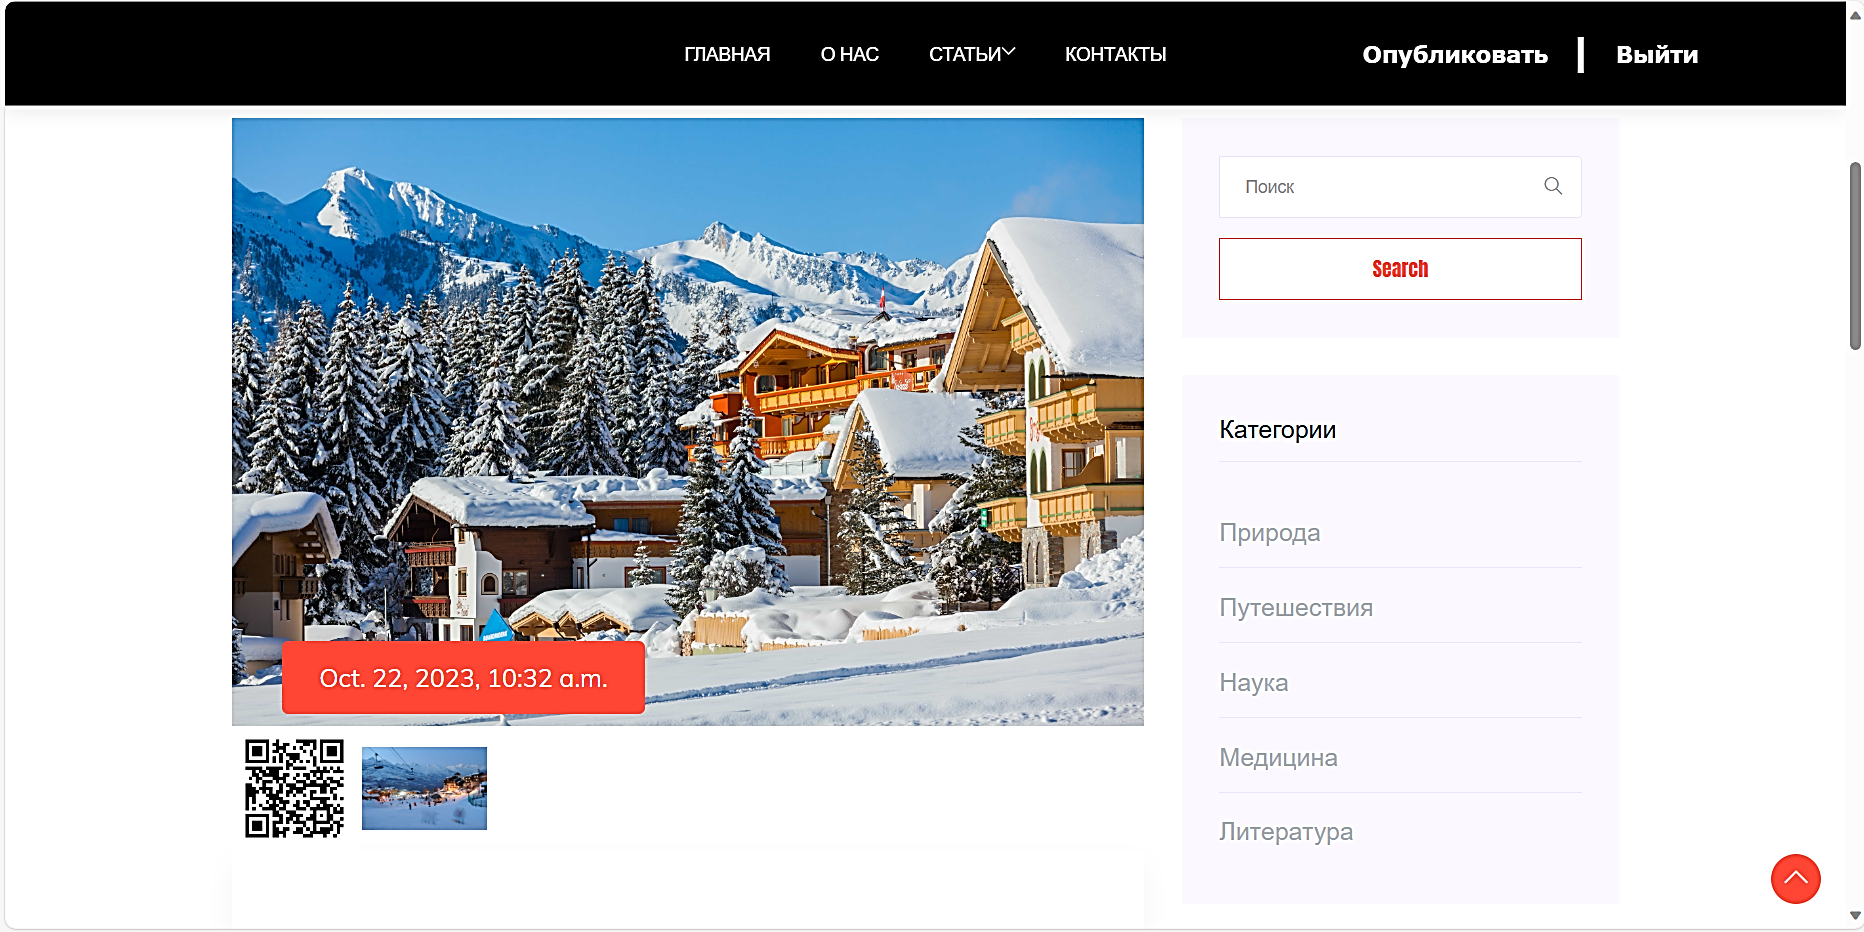 ГЛАВНАЯ О НАС СТАТЬИ КОНТАКТЫ Опубликовать | Выйти
Поиск
Search
Категории
Природа
Путешествия
Наука
Медицина
Литература
Oct. 22, 2023, 10:32 a.m.